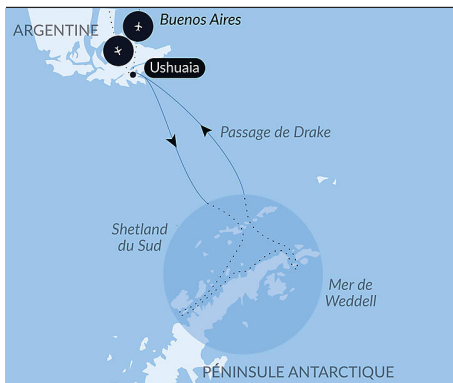 Buenos Aires
ARGENTINE
Ushuaia
Passage de Drake
Shetland
du Sud
Mer de
Weddell
PÉNINSULE ANTARCTIQUE